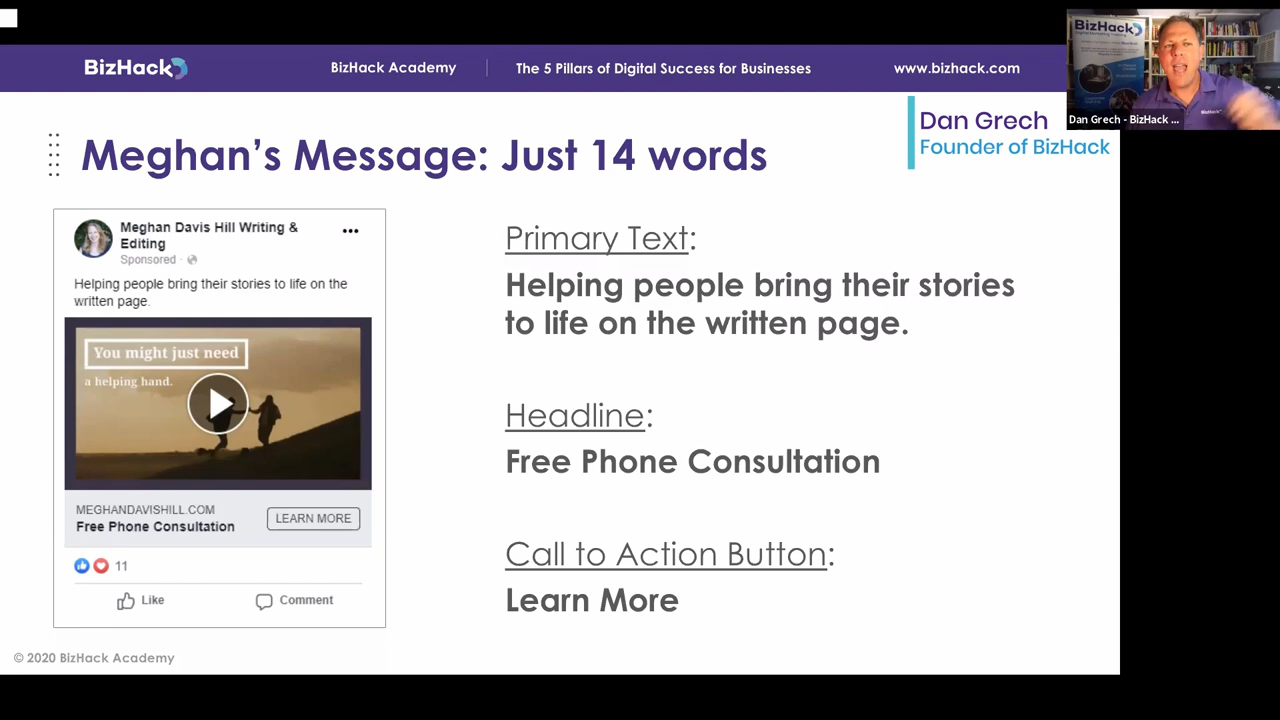 BizHack
BizHack Academy
The 5 Pillars of Digital Success for Businesses
www.bizhack.com
BizHack
Dan Grech - BizHack ...
Dan Grech
Founder of BizHack
Meghan's Message: Just 14 words
Meghan Davis Hill Writing &
Editing
Sponsored ·
Helping people bring their stories to life on the
written page.
You might just need
a helping hand.
MEGHANDAVISHILL.COM
Free Phone Consultation
LEARN MORE
11
Like
Comment
Primary Text:
Helping people bring their stories
to life on the written page.
Headline:
Free Phone Consultation
Call to Action Button:
Learn More
© 2020 BizHack Academy